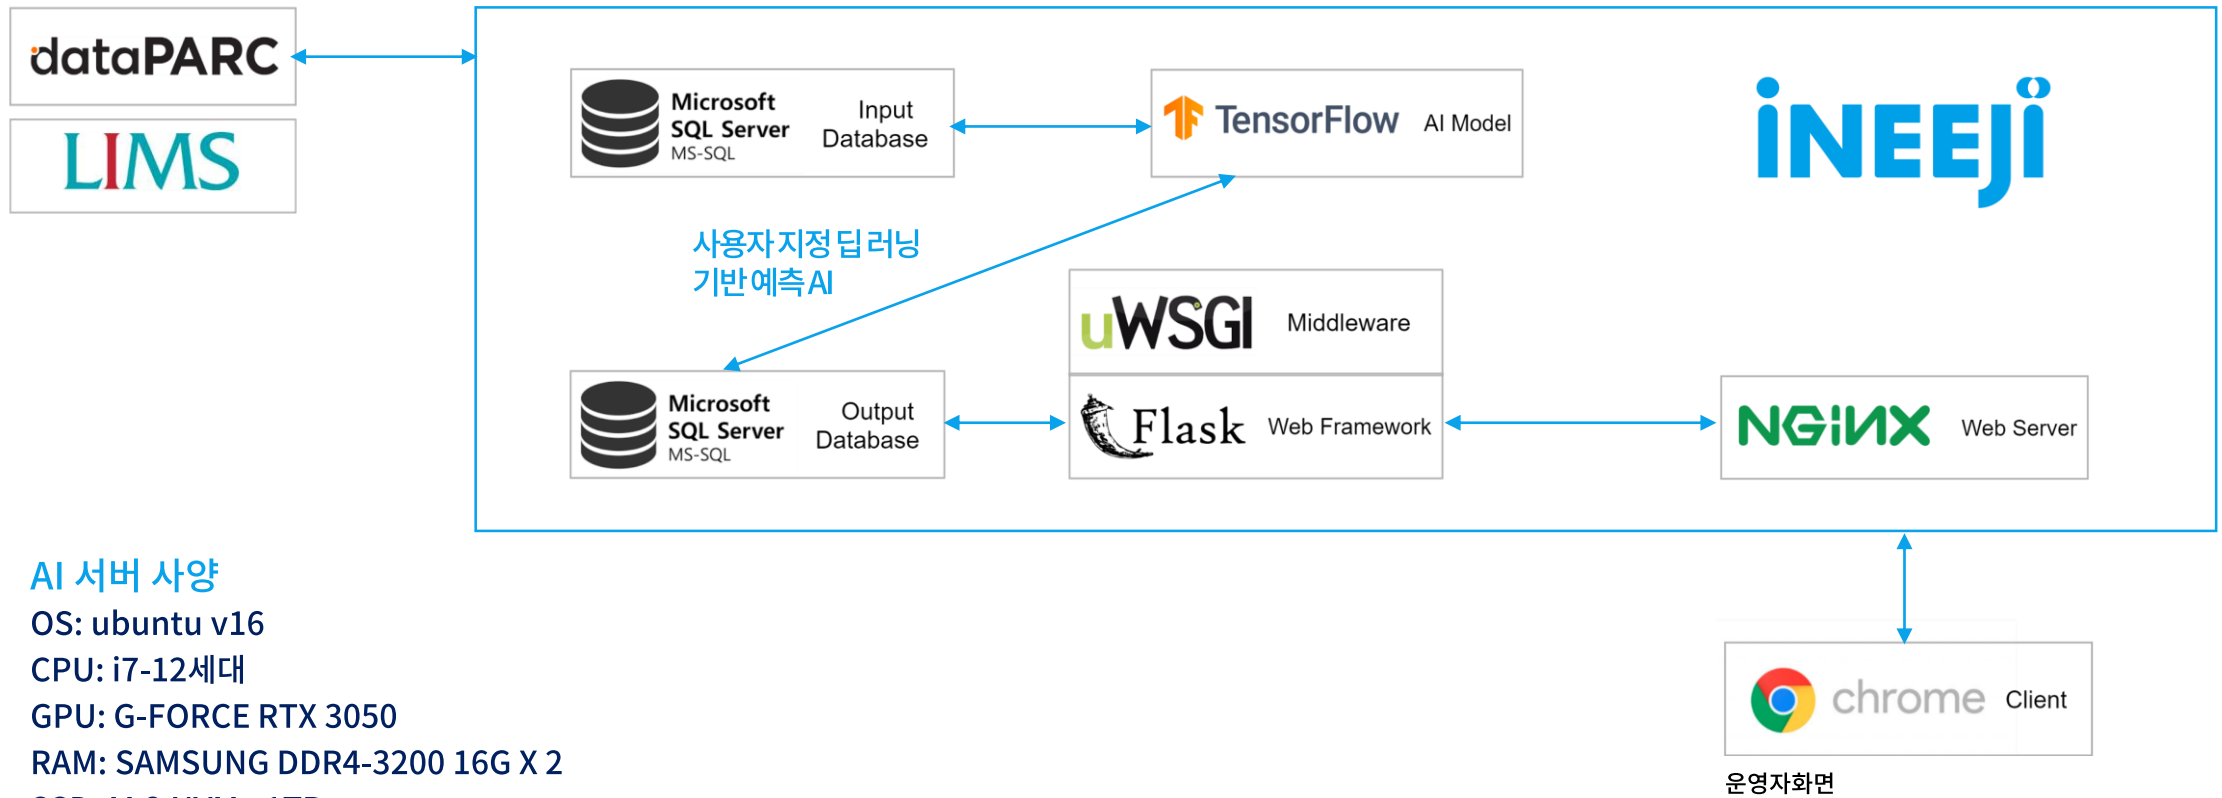 dataPARC
LIMS
Microsoft
SQL Server
MS-SQL
Input
Database
TensorFlow
AI Model
iNEEJi
사용자 지정 딥 러닝
기반 예측 AI
uWSGI
Middleware
Microsoft
SQL Server
MS-SQL
Output
Database
Flask
Web Framework
NGiNX
Web Server
AI 서버 사양
OS: ubuntu v16
CPU: i7-12세대
GPU: G-FORCE RTX 3050
RAM: SAMSUNG DDR4-3200 16G X 2
chrome
Client
운영자화면